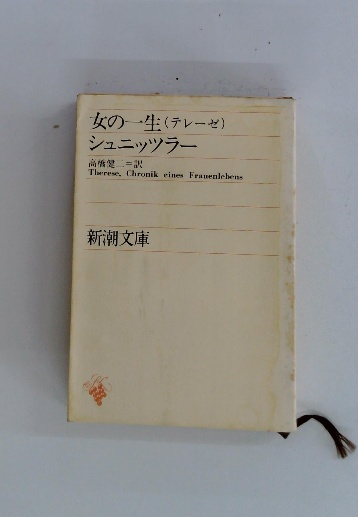 女の一生(テレーゼ)
シュニッツラー
高橋健二=訳
Therese, Chronik eines Frauenlebens
新潮文庫